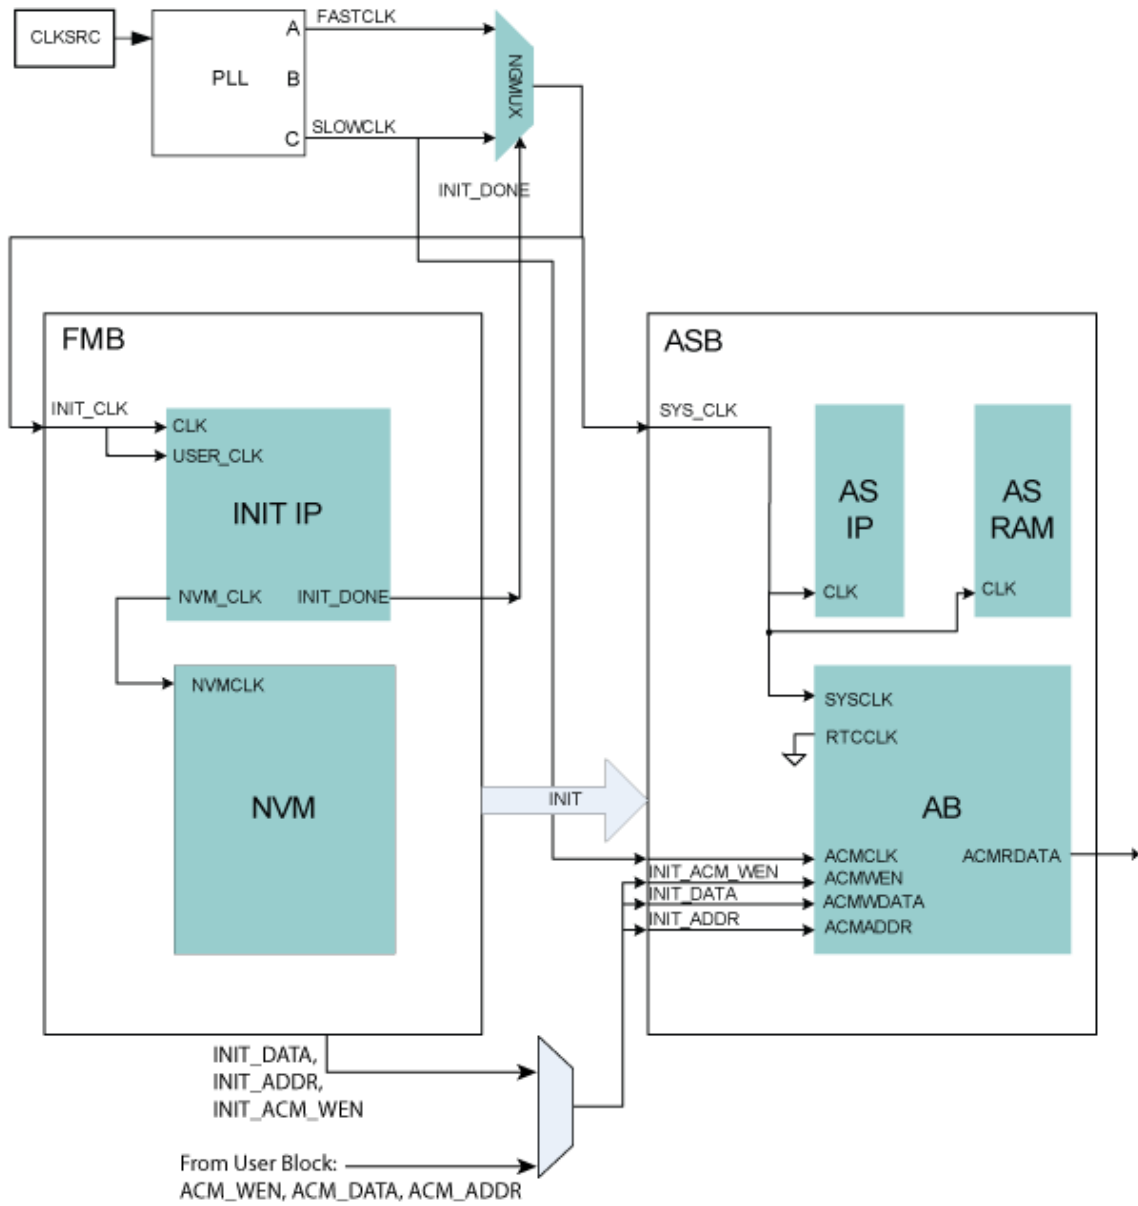 CLKSRC
PLL
A
B
C
FASTCLK
SLOWCLK
NGMUX
INIT_DONE
FMB
INIT_CLK
CLK
USER_CLK
INIT IP
NVM_CLK
INIT_DONE
NVMCLK
NVM
INIT
ASB
SYS_CLK
AS
IP
CLK
AS
RAM
CLK
SYSCLK
RTCCLK
AB
ACMCLK
ACMRDATA
INIT_ACM_WEN
ACMWEN
INIT_DATA
ACMWDATA
INIT_ADDR
ACMADDR
INIT_DATA,
INIT_ADDR,
INIT_ACM_WEN
From User Block:
ACM_WEN, ACM_DATA, ACM_ADDR